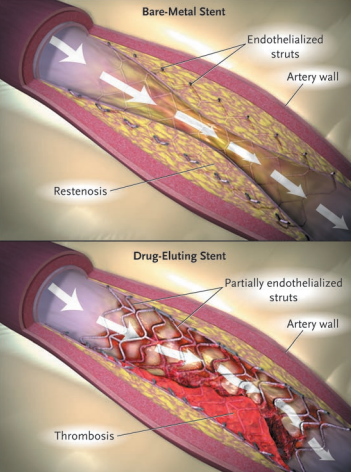 Bare-Metal Stent
Endothelialized
struts
Artery wall
Restenosis
Drug-Eluting Stent
Partially endothelialized
struts
Artery wall
Thrombosis